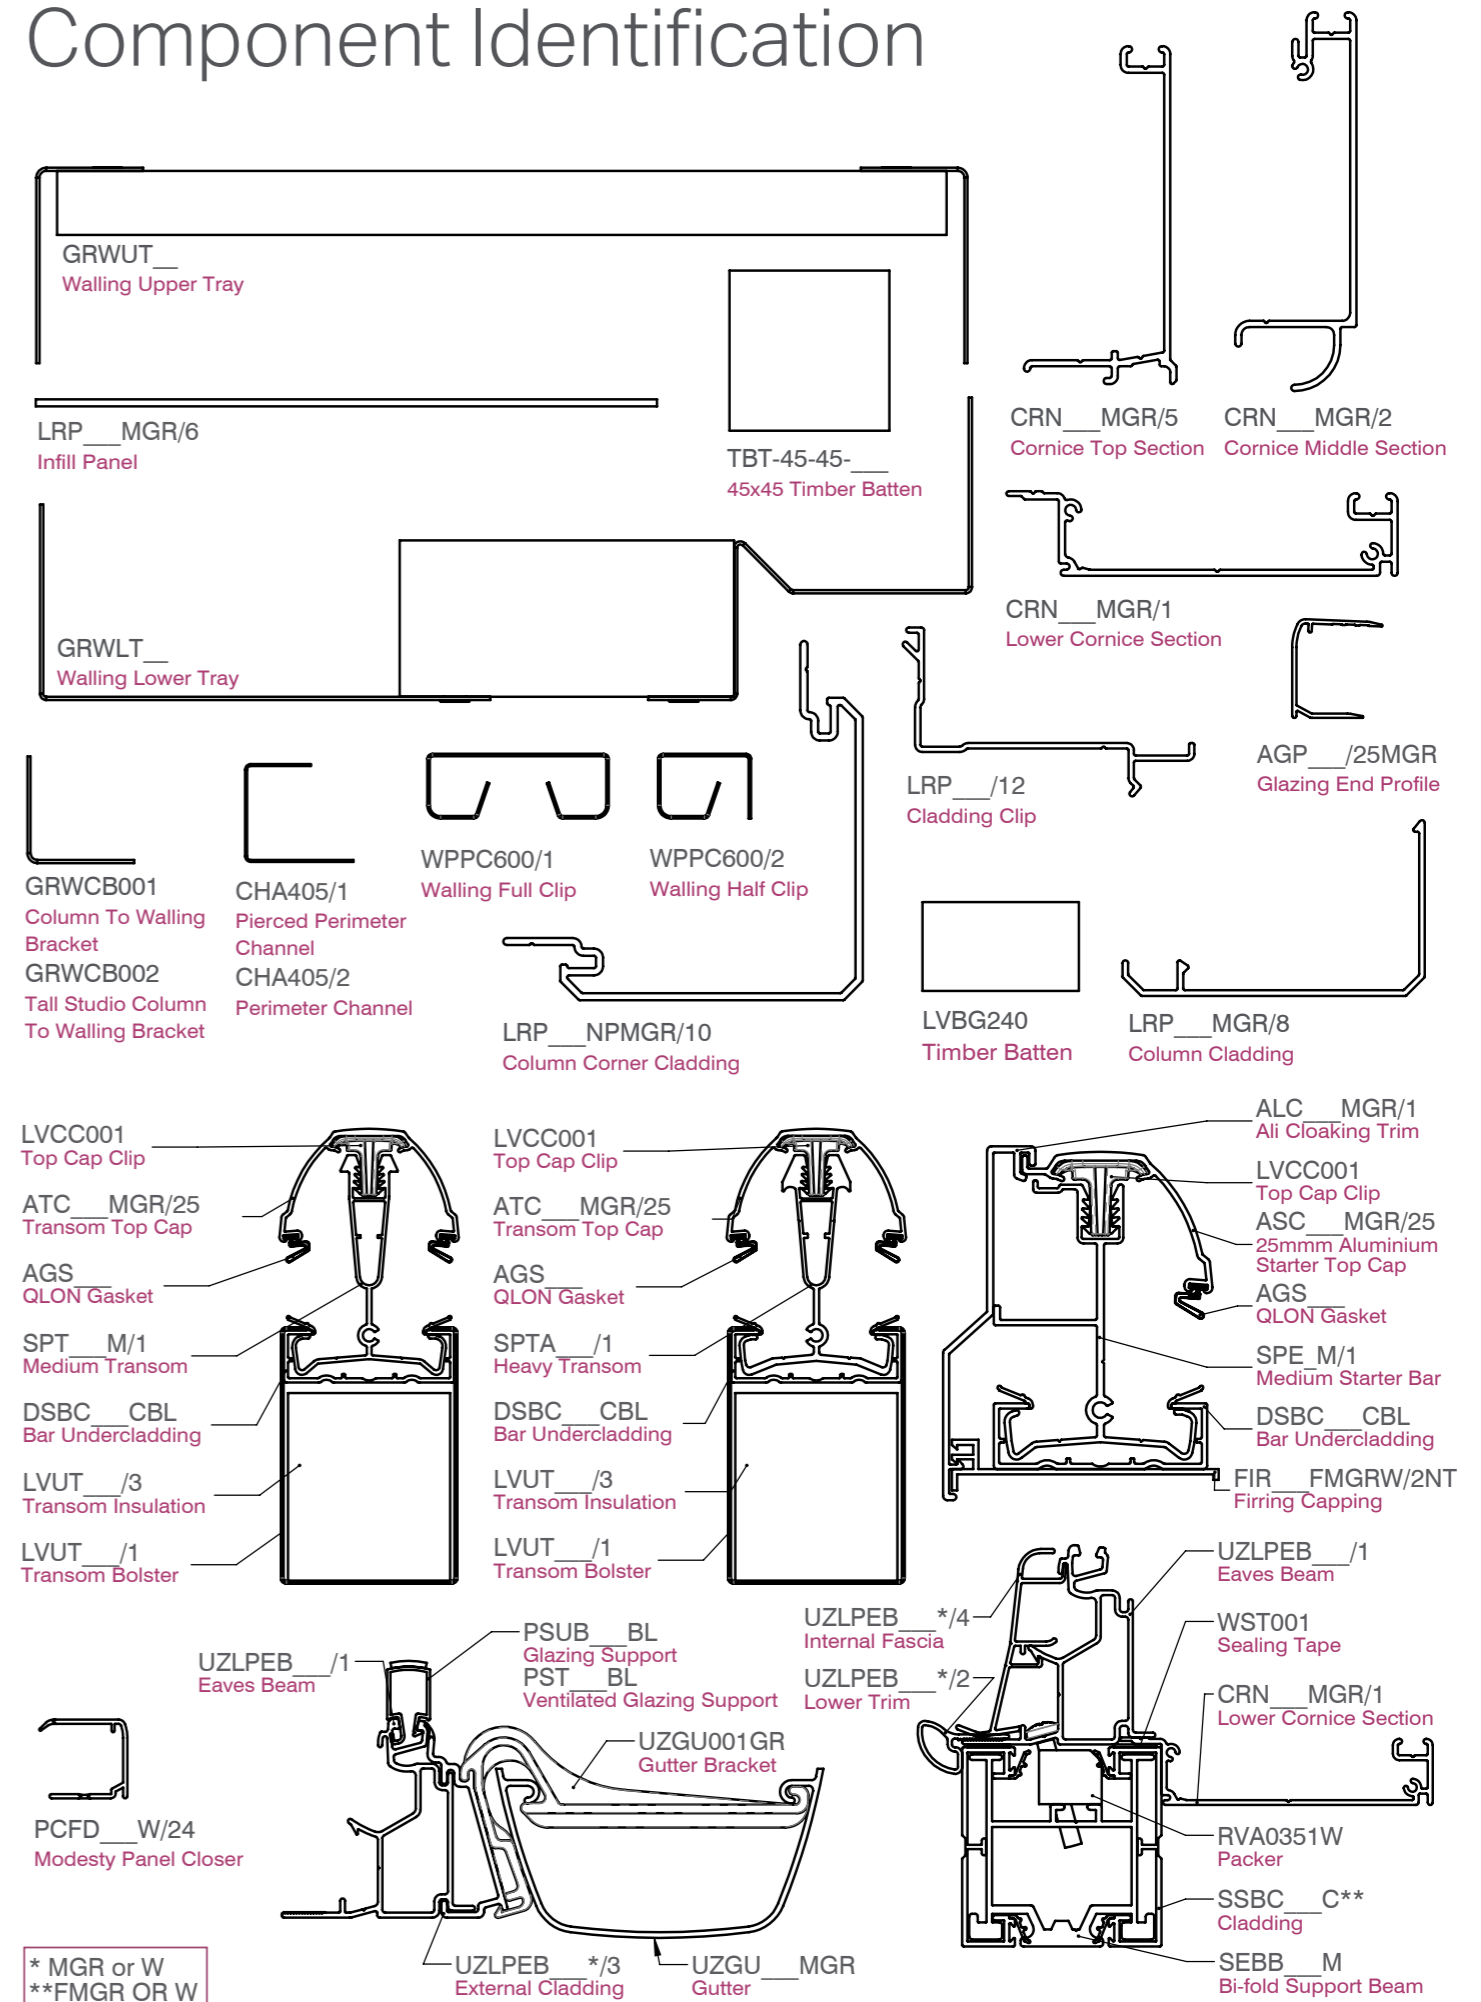 Component Identification
GRWUT__
Walling Upper Tray
LRP___MGR/6
Infill Panel
TBT-45-45-___
45x45 Timber Batten
CRN___MGR/5
Cornice Top Section
CRN___MGR/2
Cornice Middle Section
CRN___MGR/1
Lower Cornice Section
GRWLT__
Walling Lower Tray
AGP___/25MGR
Glazing End Profile
LRP___/12
Cladding Clip
GRWCB001
Column To Walling
Bracket
GRWCB002
Tall Studio Column
To Walling Bracket
CHA405/1
Pierced Perimeter
Channel
CHA405/2
Perimeter Channel
WPPC600/1
Walling Full Clip
WPPC600/2
Walling Half Clip
LRP___NPMGR/10
Column Corner Cladding
LVBG240
Timber Batten
LRP___MGR/8
Column Cladding
LVCC001
Top Cap Clip
ATC___MGR/25
Transom Top Cap
AGS___
QLON Gasket
SPT___M/1
Medium Transom
DSBC___CBL
Bar Undercladding
LVUT___/3
Transom Insulation
LVUT___/1
Transom Bolster
LVCC001
Top Cap Clip
ATC___MGR/25
Transom Top Cap
AGS___
QLON Gasket
SPTA___/1
Heavy Transom
DSBC___CBL
Bar Undercladding
LVUT___/3
Transom Insulation
LVUT___/1
Transom Bolster
ALC___MGR/1
Ali Cloaking Trim
LVCC001
Top Cap Clip
ASC___MGR/25
25mmm Aluminium
Starter Top Cap
AGS___
QLON Gasket
SPE_M/1
Medium Starter Bar
DSBC___CBL
Bar Undercladding
FIR___FMGRW/2NT
Firring Capping
PCFD___W/24
Modesty Panel Closer
UZLPEB___/1
Eaves Beam
PSUB___BL
Glazing Support
PST___BL
Ventilated Glazing Support
UZGU001GR
Gutter Bracket
UZLPEB___*/3
External Cladding
UZGU___MGR
Gutter
UZLPEB___*/4
Internal Fascia
UZLPEB___*/2
Lower Trim
UZLPEB___/1
Eaves Beam
WST001
Sealing Tape
CRN___MGR/1
Lower Cornice Section
RVA0351W
Packer
SSBC___C**
Cladding
SEBB___M
Bi-fold Support Beam
* MGR or W
**FMGR OR W